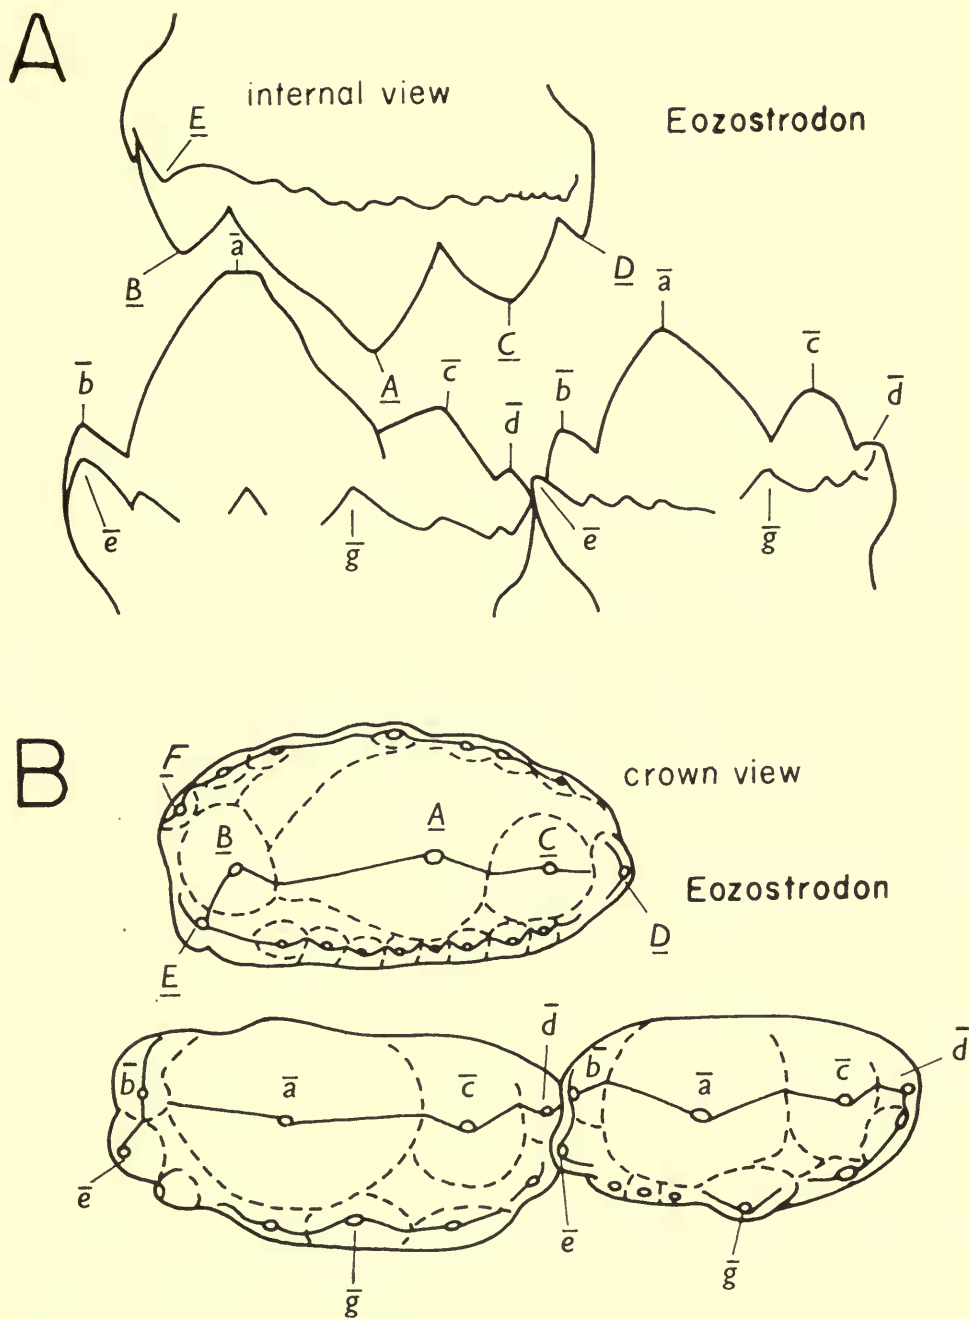 A
internal view
Eozostrodon
E
B
a̅
D
a̅
C
A
c̅
c̅
b̅
b̅
d̅
d̅
e̅
g̅
e̅
g̅
B
F
crown view
A
B
C
Eozostrodon
D
E
d̅
d̅
b̅
b̅
a̅
c̅
a̅
c̅
e̅
e̅
g̅
g̅